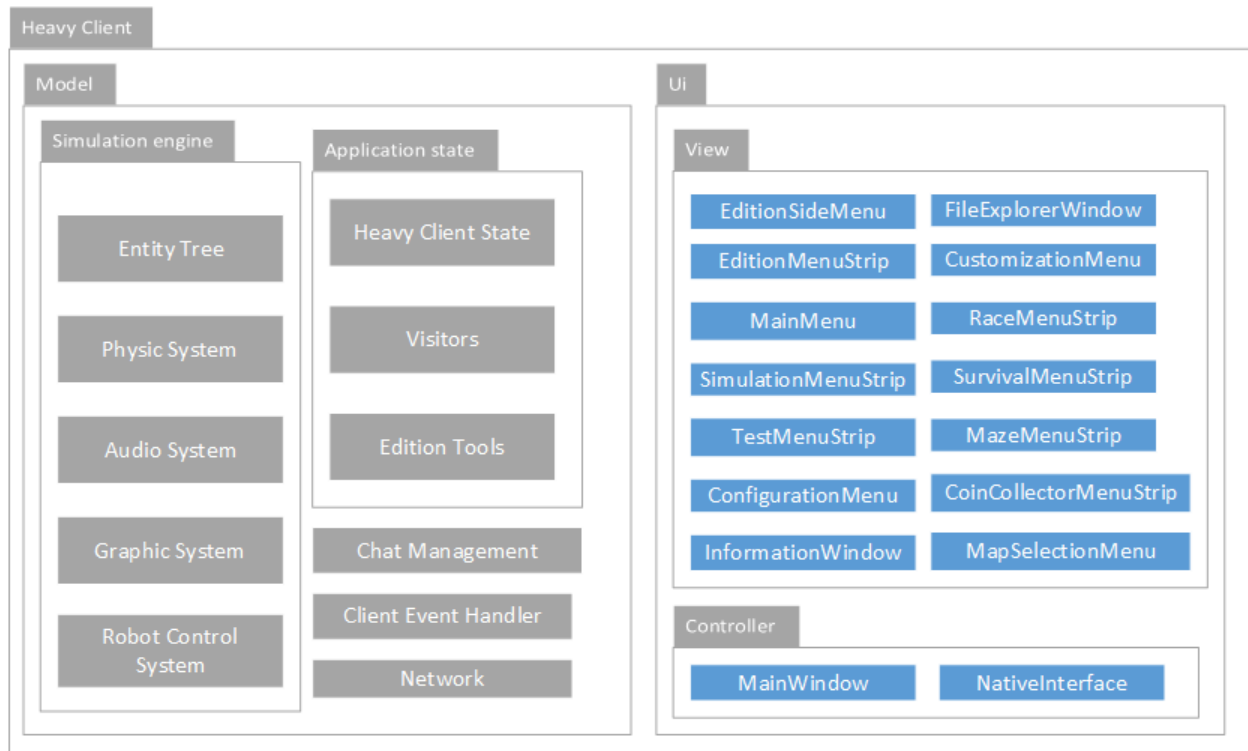 Heavy Client
Model
Simulation engine
Entity Tree
Physic System
Audio System
Graphic System
Robot Control
System
Application state
Heavy Client State
Visitors
Edition Tools
Chat Management
Client Event Handler
Network
Ui
View
EditionSideMenu
FileExplorerWindow
EditionMenuStrip
CustomizationMenu
MainMenu
RaceMenuStrip
SimulationMenuStrip
SurvivalMenuStrip
TestMenuStrip
MazeMenuStrip
ConfigurationMenu
CoinCollectorMenuStrip
InformationWindow
MapSelectionMenu
Controller
MainWindow
NativeInterface